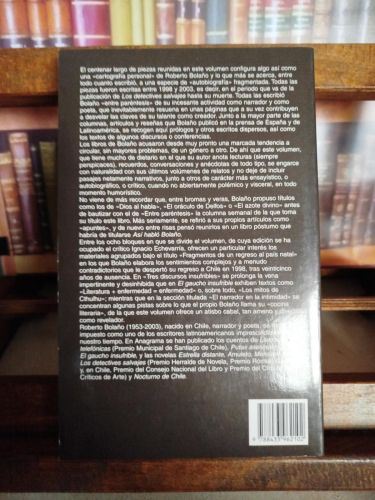 El centenar largo de piezas reunidas en este volumen configura algo así como
una «cartografía personal» de Roberto Bolaño y lo que más se acerca, entre
todo cuanto escribió, a una especie de «autobiografía» fragmentada. Todas las
piezas fueron escritas entre 1998 y 2003, es decir, en el periodo que va de la
publicación de Los detectives salvajes hasta su muerte. Todas las escribió
Bolaño «entre paréntesis» de su incesante actividad como narrador y como
poeta, que inevitablemente resuena en unas páginas que a su vez contribuyen
a desvelar las claves de su talante como creador. Junto a la mayor parte de las
columnas, artículos y reseñas que Bolaño publicó en la prensa de España y de
Latinoamérica, se recogen aquí prólogos y otros escritos dispersos, así como
los textos de algunos discursos o conferencias.
Los libros de Bolaño acusaron desde muy pronto una marcada tendencia a
circular, sin mayores problemas, de un género a otro. De ahí que este volumen,
que tiene mucho de dietario en el que su autor anota lecturas (siempre
perspicaces), recuerdos, conversaciones y anécdotas de todo tipo, se engarce
con naturalidad con sus últimos volúmenes de relatos y no deje de incluir
pasajes netamente narrativos, junto a otros de carácter más ensayístico, o
autobiográfico, o crítico, cuando no abiertamente polémico y visceral, en todo
momento humorístico.
No viene de más recordar que, entre bromas y veras, Bolaño propuso títulos
como los de «Dios al habla», «El oráculo de Delfos» o «El azote divino» antes
de bautizar con el de «Entre paréntesis» la columna semanal de la que toma
su título este libro. Más seriamente, se refirió a sus propios artículos como
«apuntes», y de nuevo entre risas pensó reunirlos en un libro póstumo que
habría de titularse Así habló Bolaño.
Entre los ocho bloques en que se divide el volumen, de cuya edición se ha
ocupado el crítico Ignacio Echevarría, ofrecen un particular interés los
materiales agrupados bajo el título «Fragmentos de un regreso al país natal»
en los que Bolaño elabora los sentimientos complejos y a menudo
contradictorios que le despertó su regreso a Chile en 1998, tras veinticinco
años de ausencia. En «Tres discursos insufribles» se prolonga la vena
impertinente y desinhibida que en El gaucho insufrible exhiben textos como
«Literatura + enfermedad = enfermedad» o, sobre todo, «Los mitos de
Cthulhu»; mientras que en la sección titulada «El narrador en la intimidad» se
concentran algunas pistas sobre lo que el propio Bolaño llama su «cocina
literaria», de la que este volumen ofrece un atisbo cabal, tan ameno
como revelador.
Roberto Bolaño (1953-2003), nacido en Chile, narrador y poeta, se
impuesto como uno de los escritores latinoamericanos imprescindibles
nuestro tiempo. En Anagrama se han publicado los cuentos de
telefónicas (Premio Municipal de Santiago de Chile), Putas
El gaucho insufrible, y las novelas Estrella distante, Amuleto,
Los detectives salvajes (Premio Herralde de Novela, Premio Rómulo
y, en Chile, Premio del Consejo Nacional del Libro y Premio del
Críticos de Arte) y Nocturno de Chile.
9 788433 962102